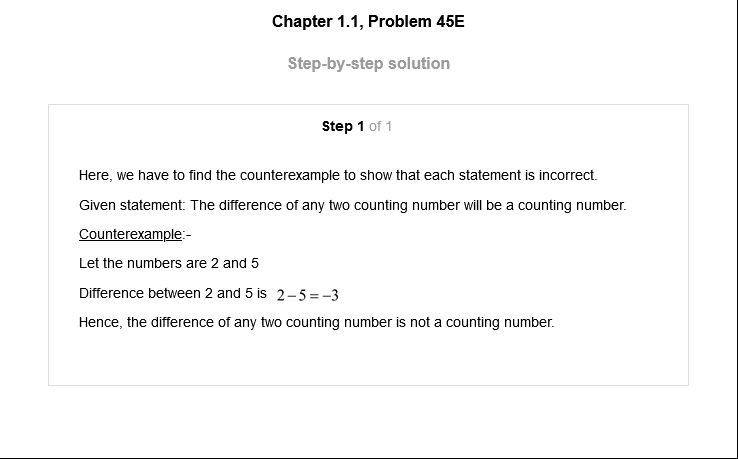 Chapter 1.1, Problem 45E
Step-by-step solution
Step 1 of 1
Here, we have to find the counterexample to show that each statement is incorrect.
Given statement: The difference of any two counting number will be a counting number.
Counterexample:-
Let the numbers are 2 and 5
Difference between 2 and 5 is 2−5=−3
Hence, the difference of any two counting number is not a counting number.